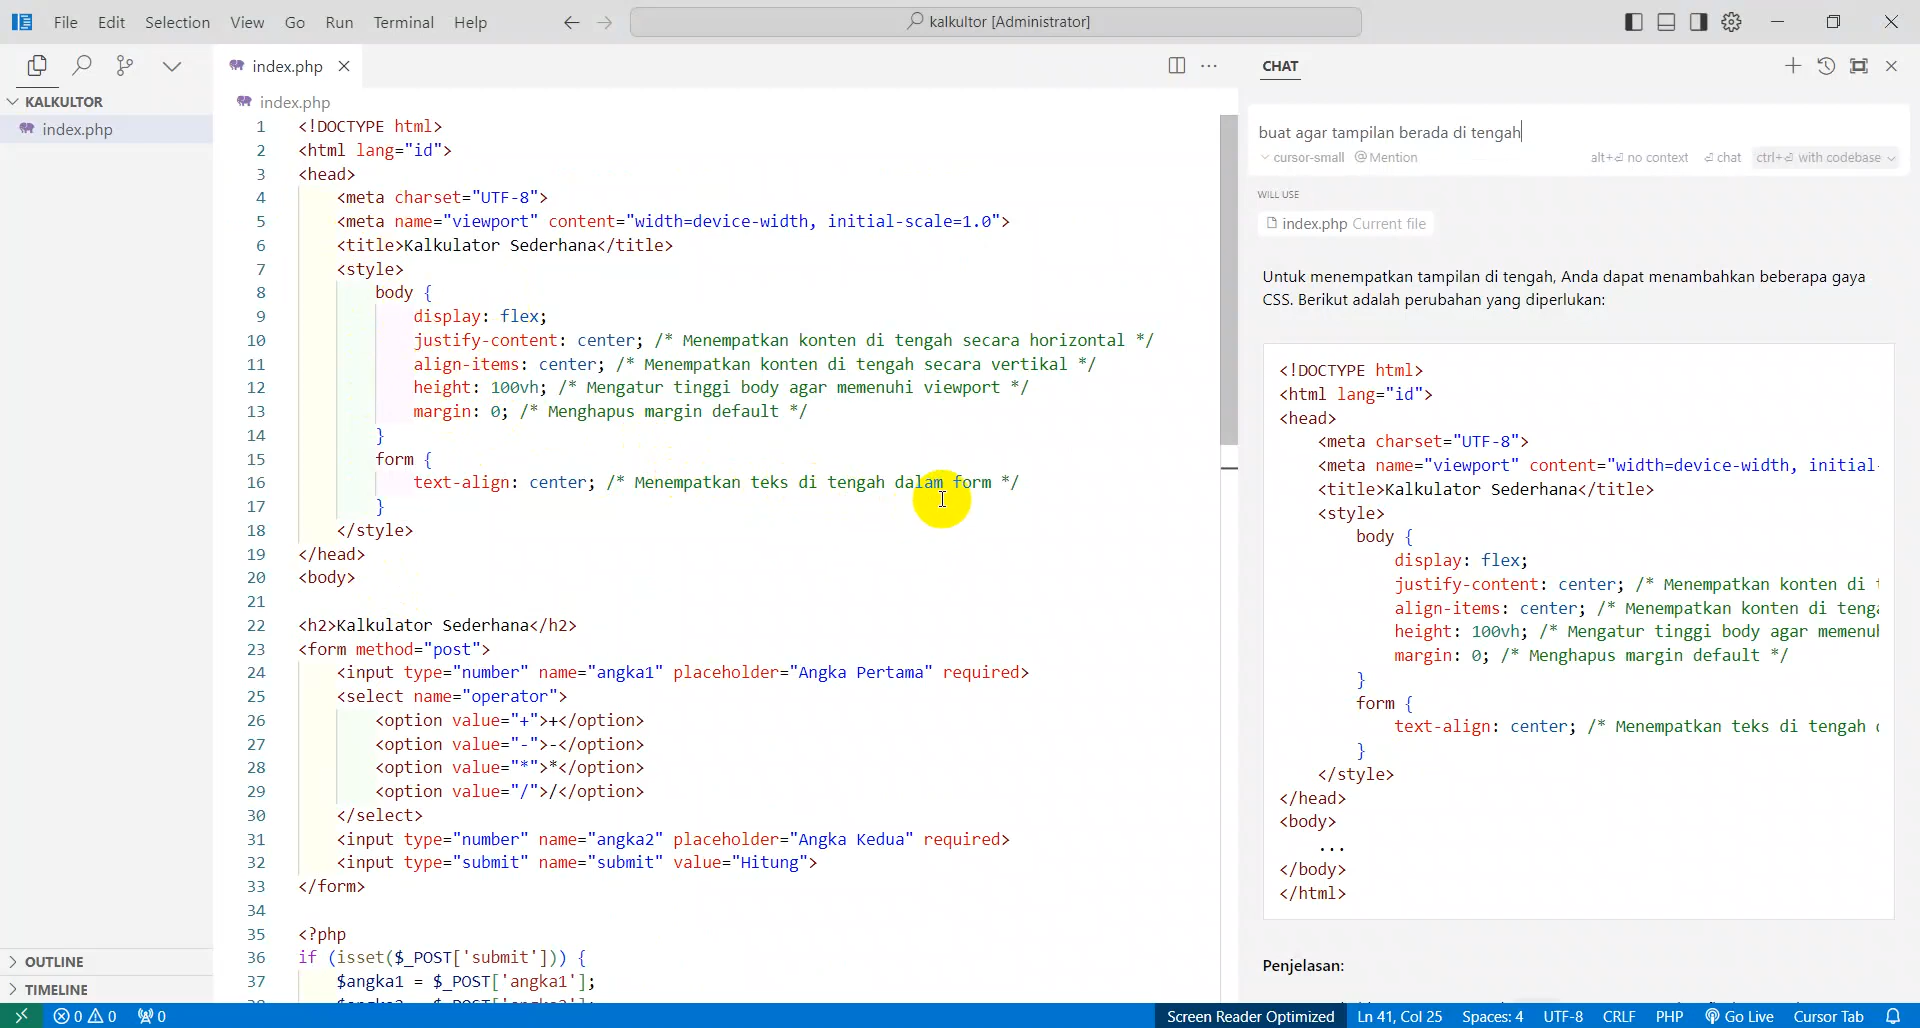 File Edit Selection View Go Run Terminal Help
kalkultor [Administrator]
KALKULTOR
index.php
OUTLINE
TIMELINE
index.php
index.php
1 <!DOCTYPE html>
2 <html lang="id">
3 <head>
4 <meta charset="UTF-8">
5 <meta name="viewport" content="width=device-width, initial-scale=1.0">
6 <title>Kalkulator Sederhana</title>
7 <style>
8 body {
9 display: flex;
10 justify-content: center; /* Menempatkan konten di tengah secara horizontal */
11 align-items: center; /* Menempatkan konten di tengah secara vertikal */
12 height: 100vh; /* Mengatur tinggi body agar memenuhi viewport */
13 margin: 0; /* Menghapus margin default */
14 }
15 form {
16 text-align: center; /* Menempatkan teks di tengah dalam form */
17 }
18 </style>
19 </head>
20 <body>
21
22 <h2>Kalkulator Sederhana</h2>
23 <form method="post">
24 <input type="number" name="angka1" placeholder="Angka Pertama" required>
25 <select name="operator">
26 <option value="+">+</option>
27 <option value="-">-</option>
28 <option value="*">*</option>
29 <option value="/">/</option>
30 </select>
31 <input type="number" name="angka2" placeholder="Angka Kedua" required>
32 <input type="submit" name="submit" value="Hitung">
33 </form>
34
35 <?php
36 if (isset($_POST['submit'])) {
37 $angka1 = $_POST['angka1'];
CHAT
buat agar tampilan berada di tengah
cursor-small @ Mention alt+⏎ no context ⏎ chat ctrl+⏎ with codebase
WILL USE
index.php Current file
Untuk menempatkan tampilan di tengah, Anda dapat menambahkan beberapa gaya
CSS. Berikut adalah perubahan yang diperlukan:
<!DOCTYPE html>
<html lang="id">
<head>
<meta charset="UTF-8">
<meta name="viewport" content="width=device-width, initial-
<title>Kalkulator Sederhana</title>
<style>
body {
display: flex;
justify-content: center; /* Menempatkan konten di
align-items: center; /* Menempatkan konten di
height: 100vh; /* Mengatur tinggi body agar
margin: 0; /* Menghapus margin default */
}
form {
text-align: center; /* Menempatkan teks di tengah
}
</style>
</head>
<body>
...
</body>
</html>
Penjelasan:
0 0 0 Screen Reader Optimized Ln 41, Col 25 Spaces: 4 UTF-8 CRLF PHP Go Live Cursor Tab